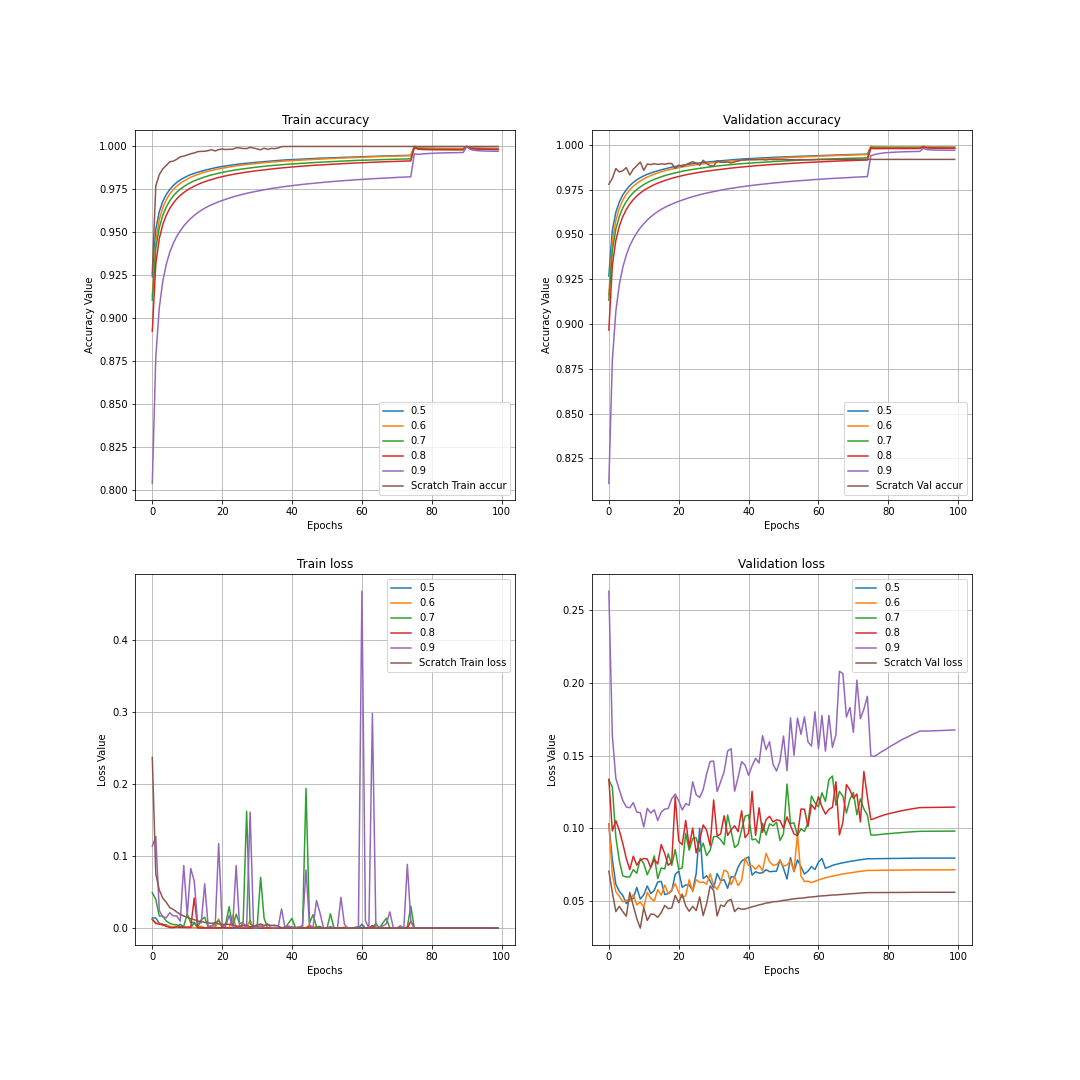 Train accuracy
Accuracy Value
1.000
0.975
0.950
0.925
0.900
0.875
0.850
0.825
0.800
0.5
0.6
0.7
0.8
0.9
Scratch Train accur
0 20 40 60 80 100
Epochs
Validation accuracy
Accuracy Value
1.000
0.975
0.950
0.925
0.900
0.875
0.850
0.825
0.5
0.6
0.7
0.8
0.9
Scratch Val accur
0 20 40 60 80 100
Epochs
Train loss
Loss Value
0.4
0.3
0.2
0.1
0.0
0.5
0.6
0.7
0.8
0.9
Scratch Train loss
0 20 40 60 80 100
Epochs
Validation loss
Loss Value
0.25
0.20
0.15
0.10
0.05
0.5
0.6
0.7
0.8
0.9
Scratch Val loss
0 20 40 60 80 100
Epochs